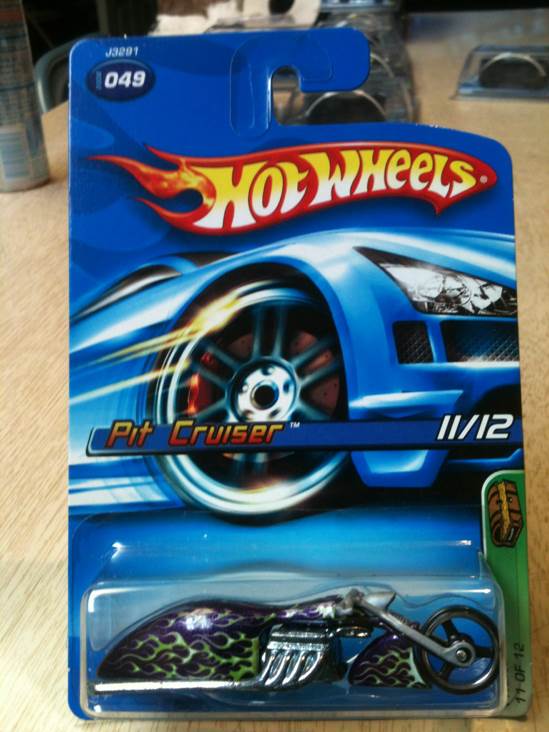 J3291
049
HOT WHEELS®
Pit Cruiser™
11/12
11 OF 12